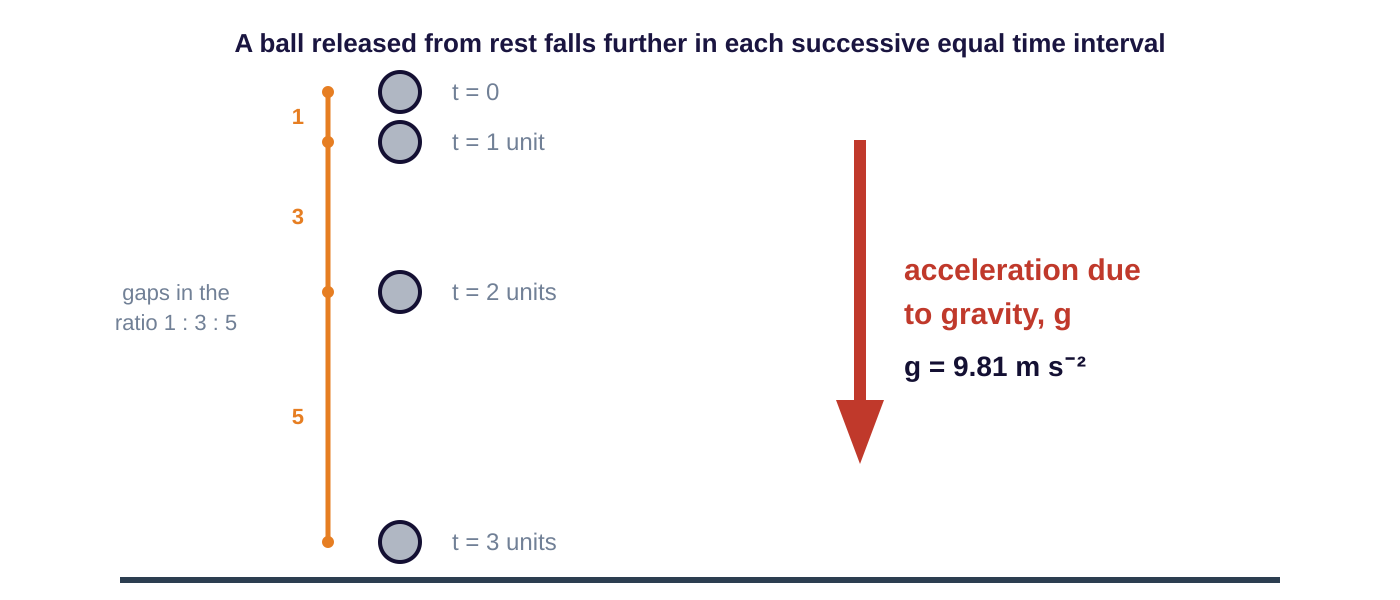 A ball released from rest falls further in each successive equal time interval
t = 0
1
t = 1 unit
3
t = 2 units
gaps in the
ratio 1 : 3 : 5
5
t = 3 units
acceleration due
to gravity, g
g = 9.81 m s⁻²